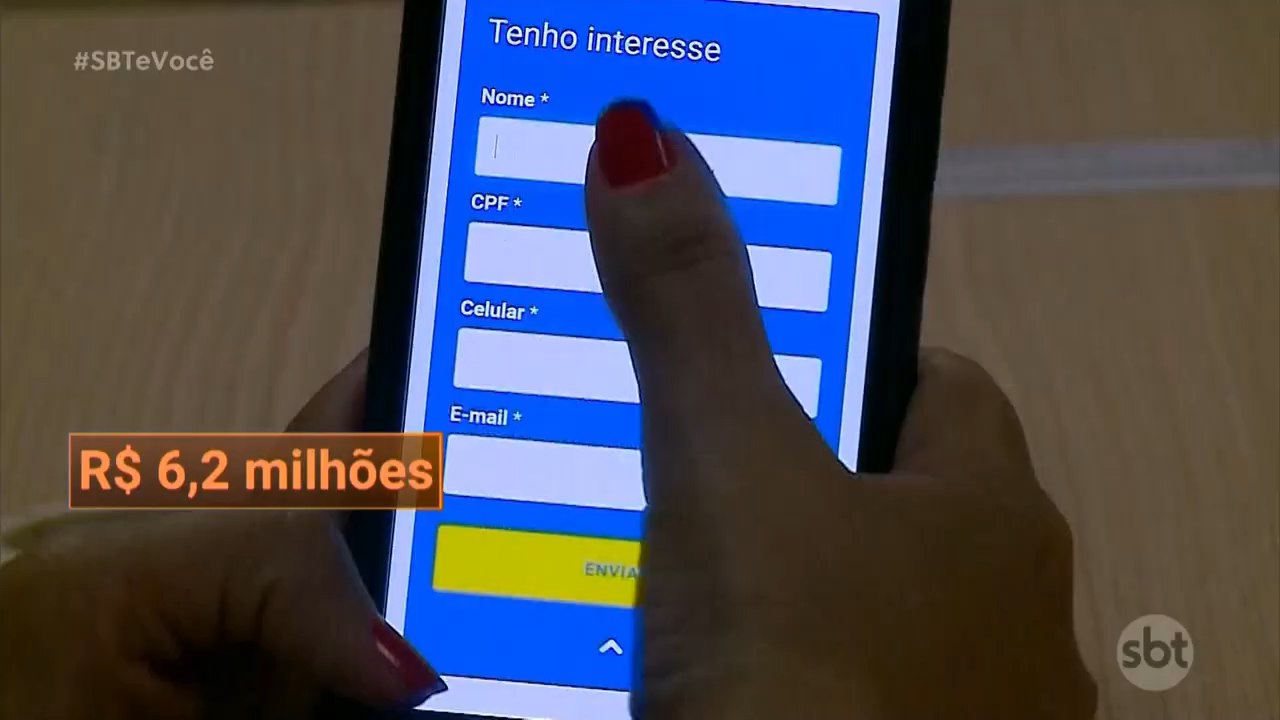 #SBTeVocê
Tenho interesse
Nome *
CPF *
Celular *
E-mail *
R$ 6,2 milhões
sbt